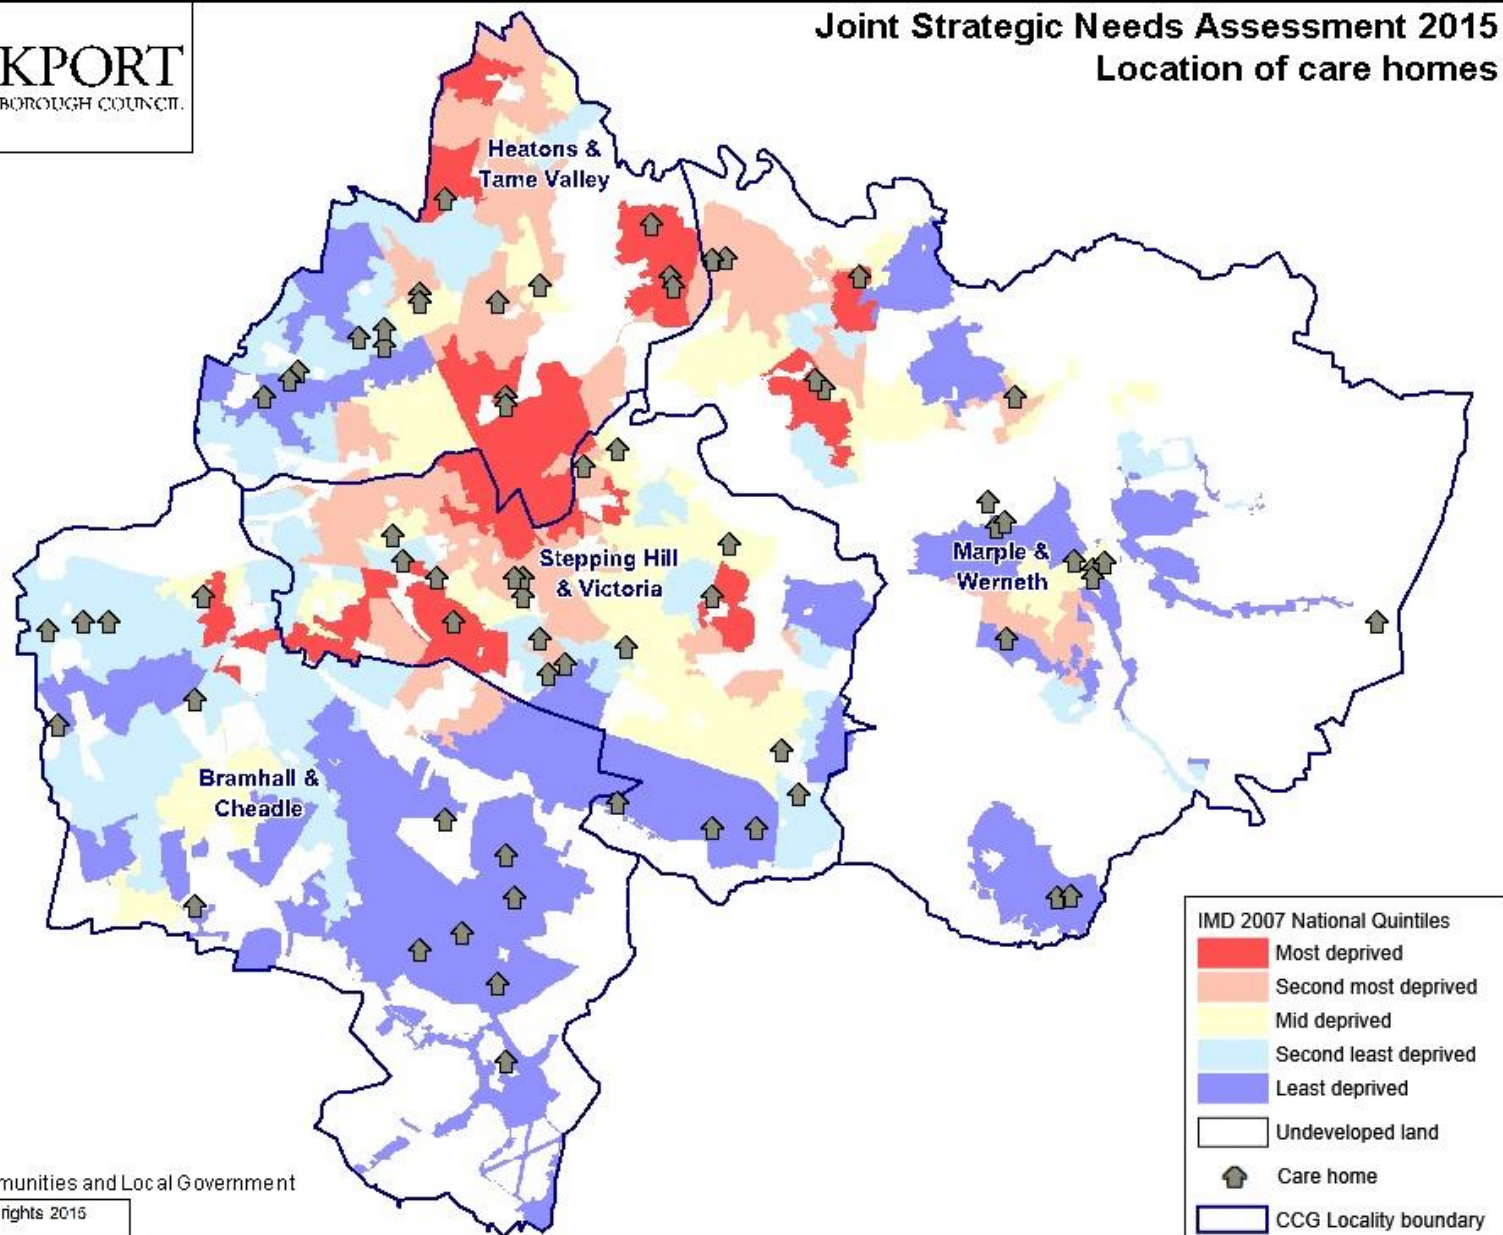 KPORT
BOROUGH COUNCIL
Joint Strategic Needs Assessment 2015
Location of care homes
Heatons &
Tame Valley
Stepping Hill
& Victoria
Marple &
Werneth
Bramhall &
Cheadle
IMD 2007 National Quintiles
Most deprived
Second most deprived
Mid deprived
Second least deprived
Least deprived
Undeveloped land
Care home
CCG Locality boundary
munities and Local Government
rights 2015